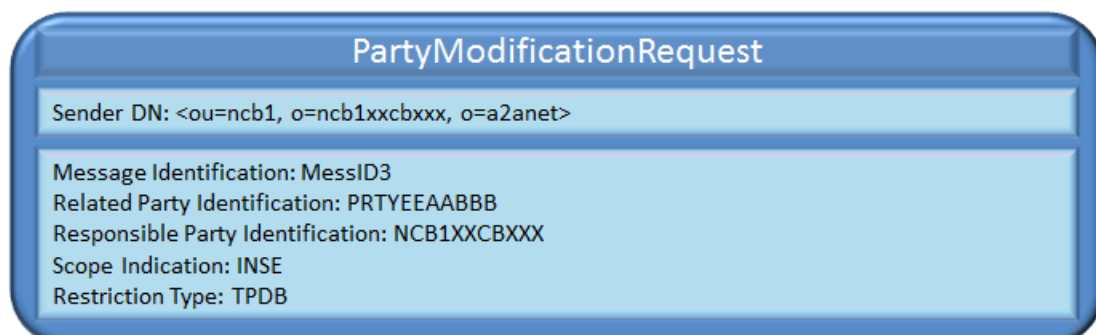 PartyModificationRequest
Sender DN: <ou=ncb1, o=ncb1xxcbxxx, o=a2anet>
Message Identification: MessID3
Related Party Identification: PRTYEEAABBB
Responsible Party Identification: NCB1XXCBXXX
Scope Indication: INSE
Restriction Type: TPDB